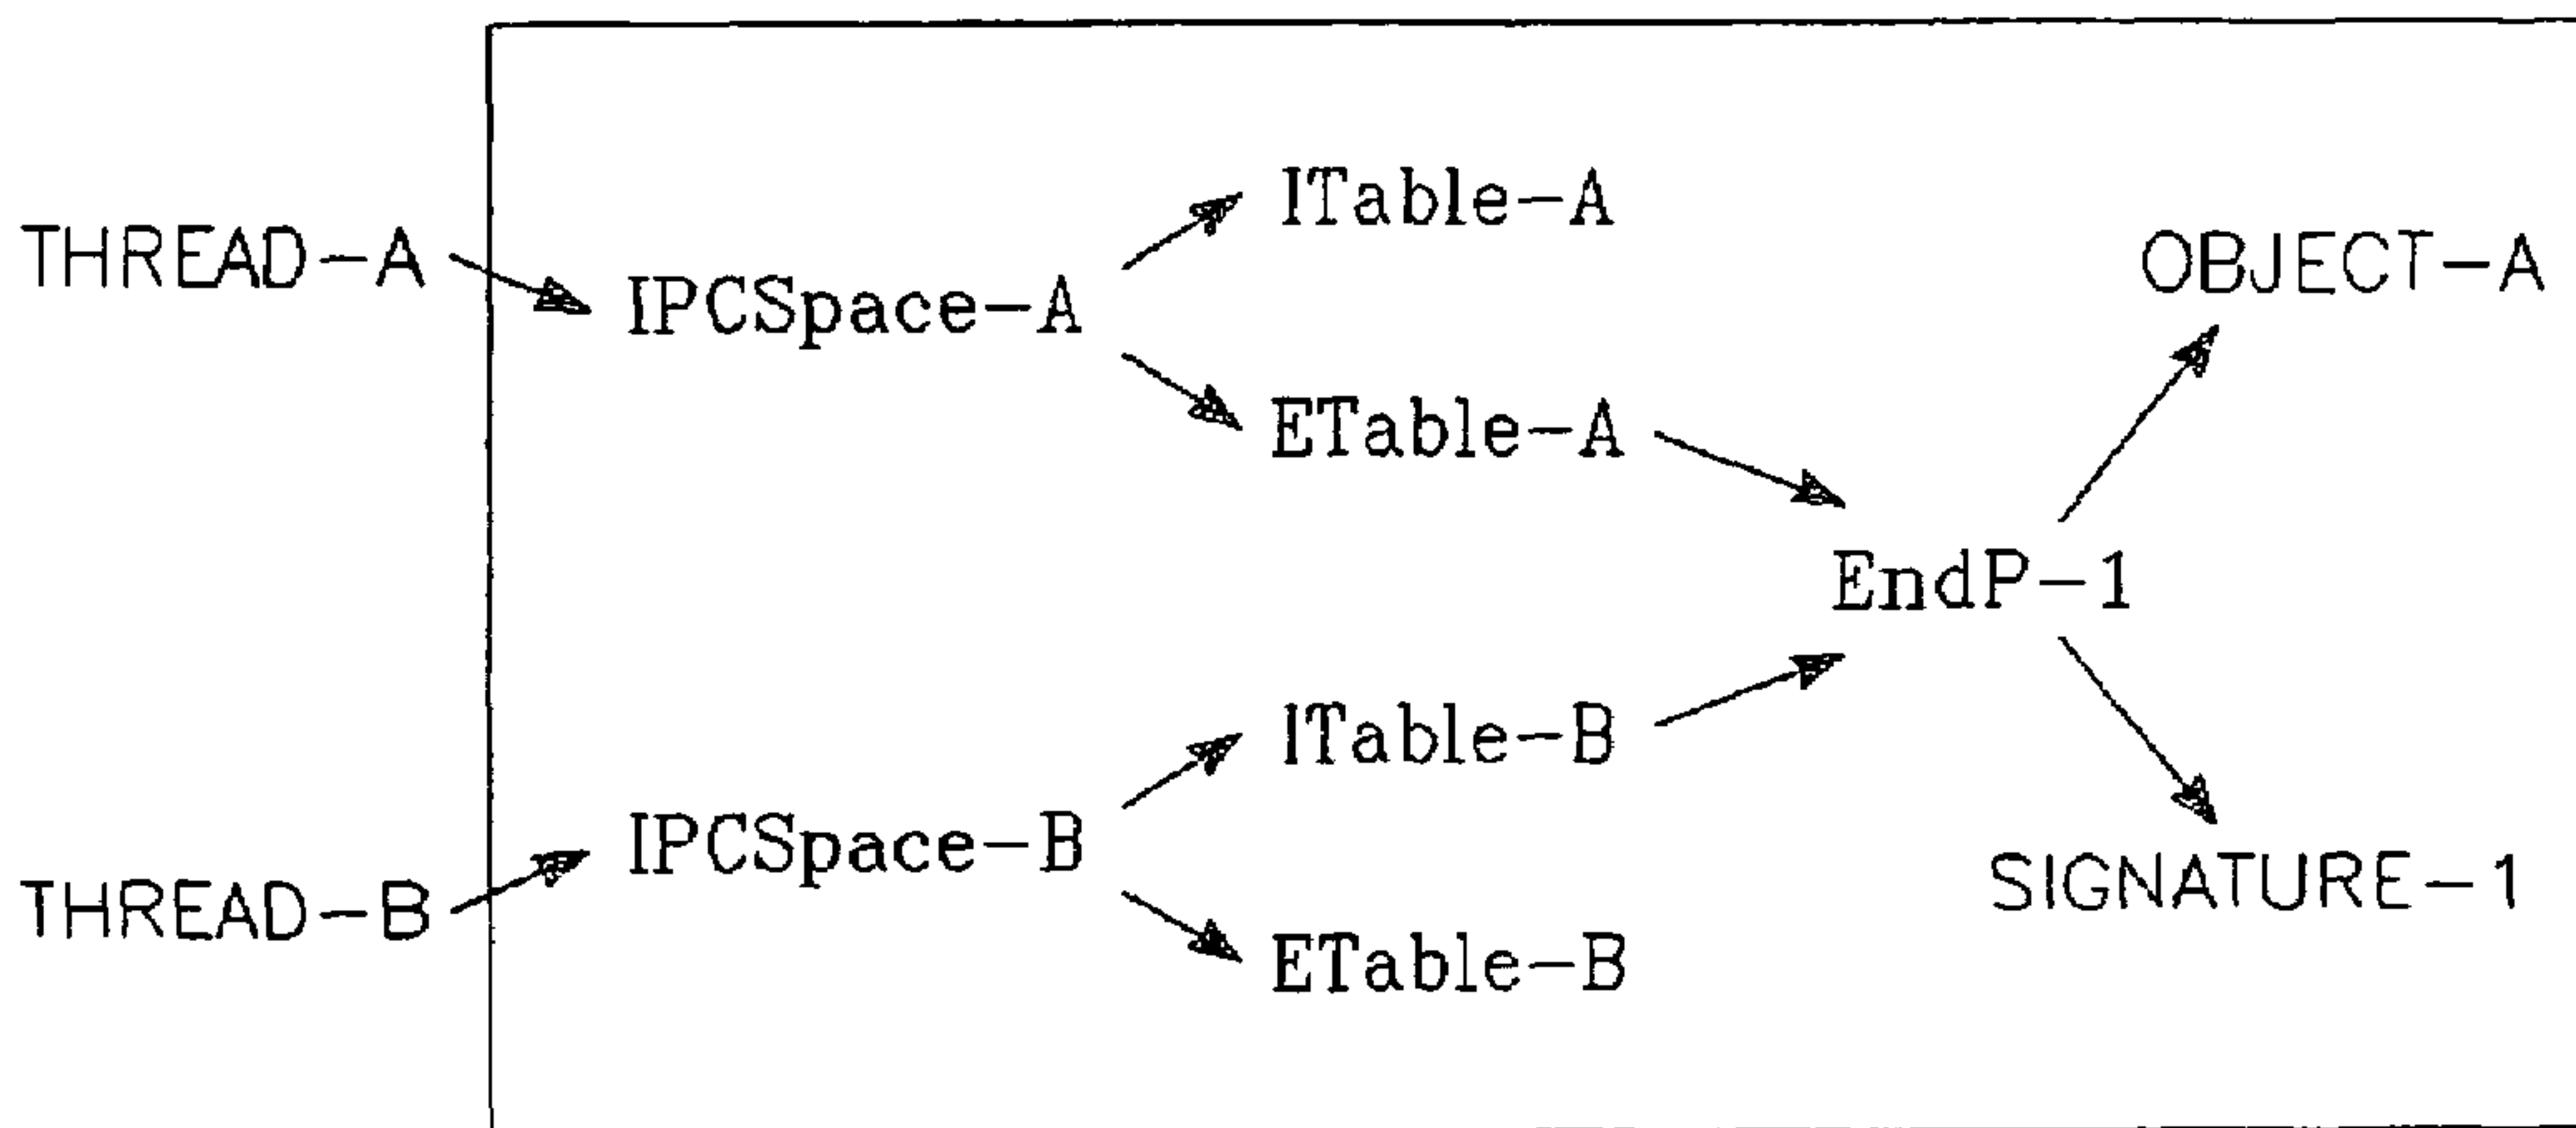 ITable-A
THREAD-A
OBJECT-A
IPCSpace-A
ETable-A
EndP-1
ITable-B
IPCSpace-B
THREAD-B
SIGNATURE-1
ETable-B